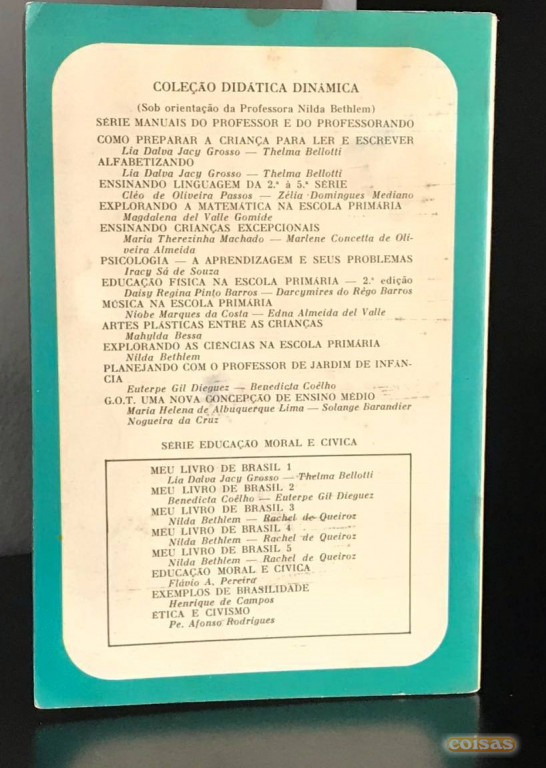 COLEÇÃO DIDÁTICA DINÂMICA
(Sob orientação da Professora Nilda Bethlem)
SÉRIE MANUAIS DO PROFESSOR E DO PROFESSORANDO
COMO PREPARAR A CRIANÇA PARA LER E ESCREVER
Lia Dalva Jacy Grosso — Thelma Bellotti
ALFABETIZANDO
Lia Dalva Jacy Grosso — Thelma Bellotti
ENSINANDO LINGUAGEM DA 2.ª à 5.ª SÉRIE
Cléo de Oliveira Passos — Zélia Domingues Mediano
EXPLORANDO A MATEMÁTICA NA ESCOLA PRIMÁRIA
Magdalena del Valle Gomide
ENSINANDO CRIANÇAS EXCEPCIONAIS
Maria Therezinha Machado — Marlene Concetta de Oli-
veira Almeida
PSICOLOGIA — A APRENDIZAGEM E SEUS PROBLEMAS
Iracy Sá de Souza
EDUCAÇÃO FÍSICA NA ESCOLA PRIMÁRIA — 2.ª edição
Daisy Regina Pinto Barros — Darcymires do Rêgo Barros
MÚSICA NA ESCOLA PRIMÁRIA
Níobe Marques da Costa — Edna Almeida del Valle
ARTES PLÁSTICAS ENTRE AS CRIANÇAS
Mahylda Bessa
EXPLORANDO AS CIÊNCIAS NA ESCOLA PRIMÁRIA
Nilda Bethlem
PLANEJANDO COM O PROFESSOR DE JARDIM DE INFÂN-
CIA
Euterpe Gil Dieguez — Benedicta Coêlho
G.O.T. UMA NOVA CONCEPÇÃO DE ENSINO MÉDIO
Maria Helena de Albuquerque Lima — Solange Barandier
Nogueira da Cruz
SÉRIE EDUCAÇÃO MORAL E CÍVICA
MEU LIVRO DE BRASIL 1
Lia Dalva Jacy Grosso — Thelma Bellotti
MEU LIVRO DE BRASIL 2
Benedicta Coêlho — Euterpe Gil Dieguez
MEU LIVRO DE BRASIL 3
Nilda Bethlem — Rachel de Queiroz
MEU LIVRO DE BRASIL 4
Nilda Bethlem — Rachel de Queiroz
MEU LIVRO DE BRASIL 5
Nilda Bethlem — Rachel de Queiroz
EDUCAÇÃO MORAL E CÍVICA
Flávio A. Pereira
EXEMPLOS DE BRASILIDADE
Henrique de Campos
ÉTICA E CIVISMO
Pe. Afonso Rodrigues
coisas